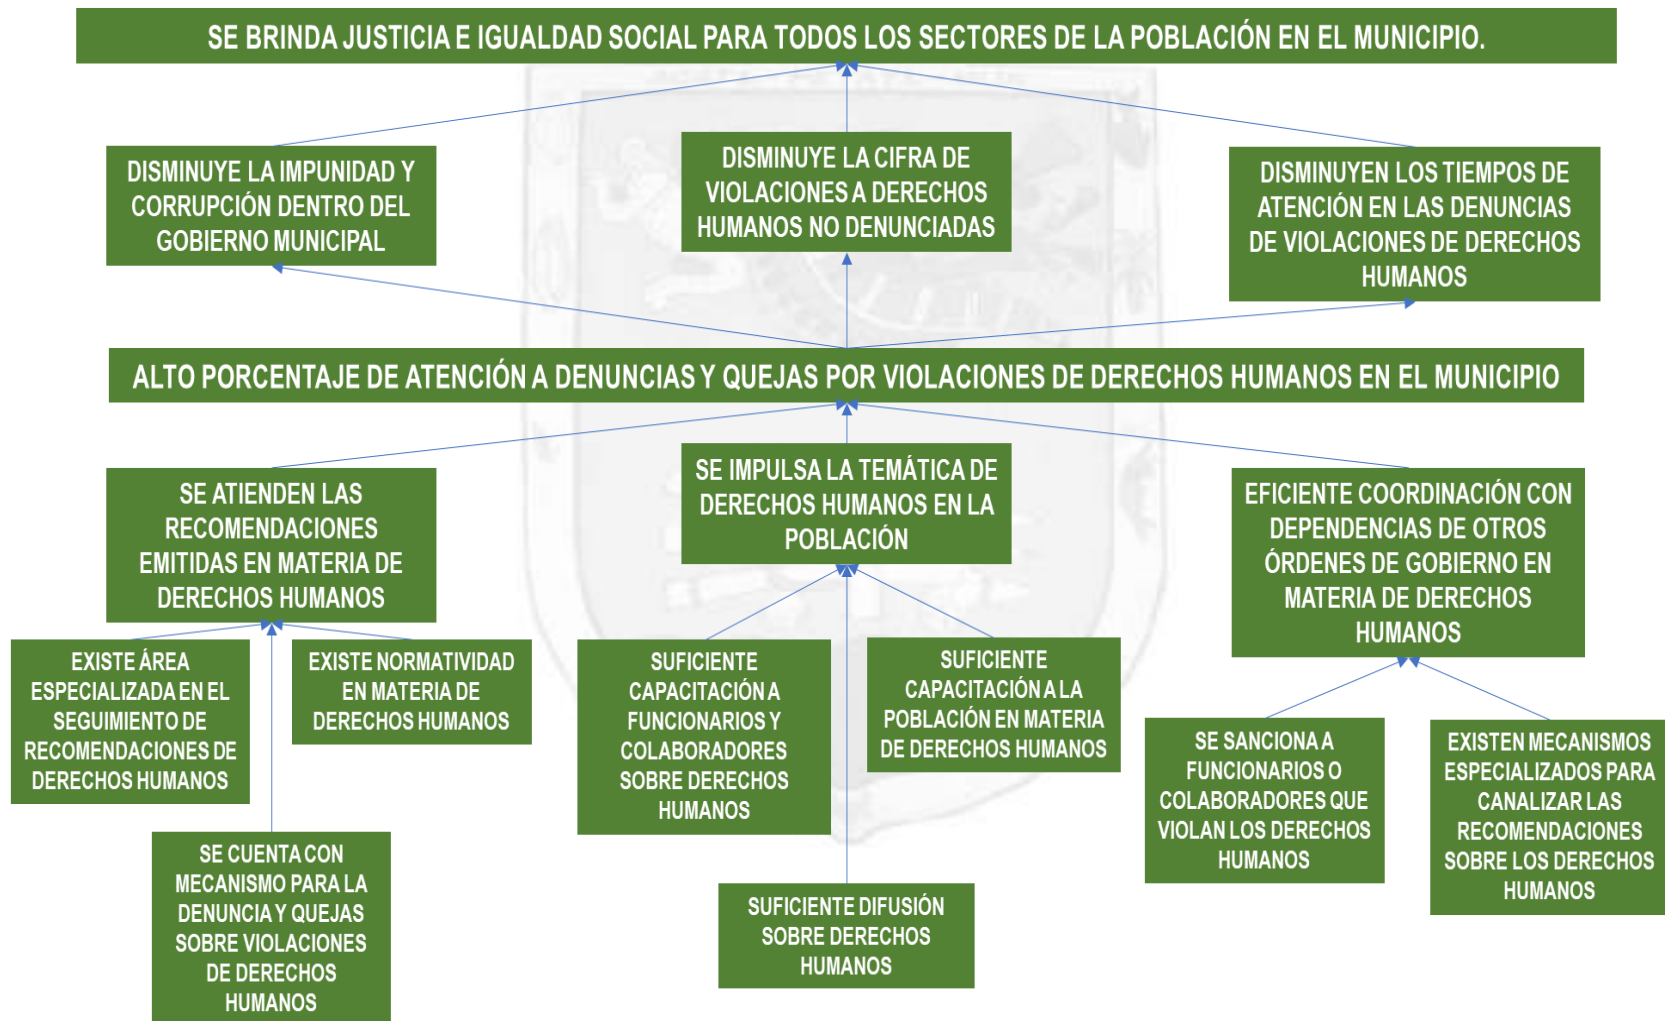 SE BRINDA JUSTICIA E IGUALDAD SOCIAL PARA TODOS LOS SECTORES DE LA POBLACIÓN EN EL MUNICIPIO.
DISMINUYE LA IMPUNIDAD Y
CORRUPCIÓN DENTRO DEL
GOBIERNO MUNICIPAL
DISMINUYE LA CIFRA DE
VIOLACIONES A DERECHOS
HUMANOS NO DENUNCIADAS
DISMINUYEN LOS TIEMPOS DE
ATENCIÓN EN LAS DENUNCIAS
DE VIOLACIONES DE DERECHOS
HUMANOS
ALTO PORCENTAJE DE ATENCIÓN A DENUNCIAS Y QUEJAS POR VIOLACIONES DE DERECHOS HUMANOS EN EL MUNICIPIO
SE ATIENDEN LAS
RECOMENDACIONES
EMITIDAS EN MATERIA DE
DERECHOS HUMANOS
SE IMPULSA LA TEMÁTICA DE
DERECHOS HUMANOS EN LA
POBLACIÓN
EFICIENTE COORDINACIÓN CON
DEPENDENCIAS DE OTROS
ÓRDENES DE GOBIERNO EN
MATERIA DE DERECHOS
HUMANOS
EXISTE ÁREA
ESPECIALIZADA EN EL
SEGUIMIENTO DE
RECOMENDACIONES DE
DERECHOS HUMANOS
SE CUENTA CON
MECANISMO PARA LA
DENUNCIA Y QUEJAS
SOBRE VIOLACIONES
DE DERECHOS
HUMANOS
EXISTE NORMATIVIDAD
EN MATERIA DE
DERECHOS HUMANOS
SUFICIENTE
CAPACITACIÓN A
FUNCIONARIOS Y
COLABORADORES
SOBRE DERECHOS
HUMANOS
SUFICIENTE DIFUSIÓN
SOBRE DERECHOS
HUMANOS
SUFICIENTE
CAPACITACIÓN A LA
POBLACIÓN EN MATERIA
DE DERECHOS HUMANOS
SE SANCIONA A
FUNCIONARIOS O
COLABORADORES QUE
VIOLAN LOS DERECHOS
HUMANOS
EXISTEN MECANISMOS
ESPECIALIZADOS PARA
CANALIZAR LAS
RECOMENDACIONES
SOBRE LOS DERECHOS
HUMANOS